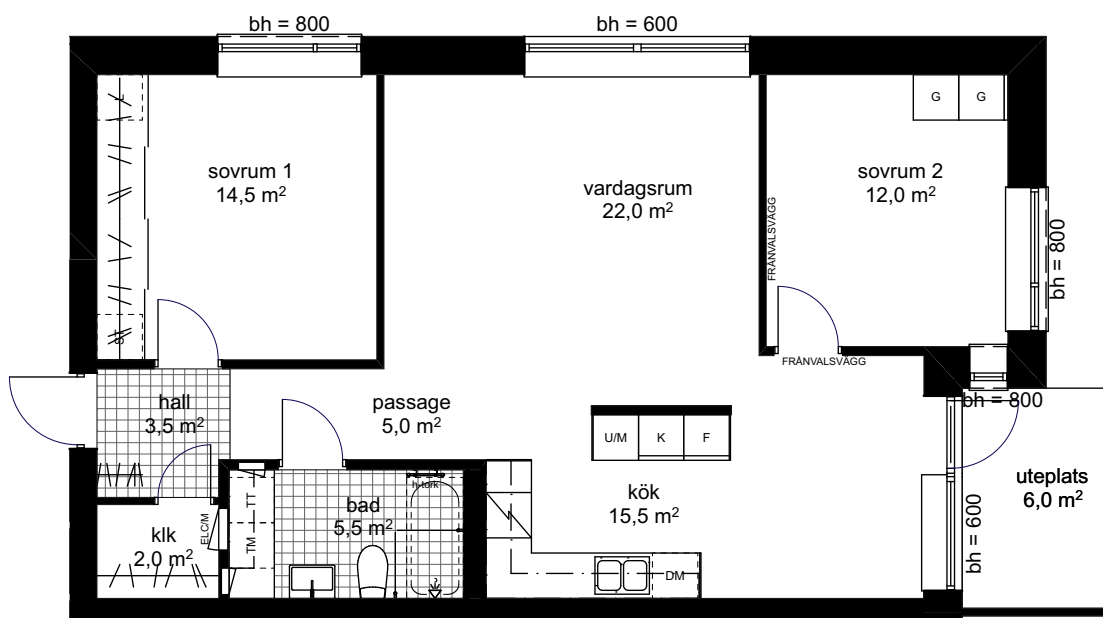 bh = 800
bh = 600
G
G
L
sovrum 1
14,5 m²
vardagsrum
22,0 m²
sovrum 2
12,0 m²
FRÅNVALSVÄGG
bh = 800
ST
FRÅNVALSVÄGG
hall
3,5 m²
passage
5,0 m²
bh = 800
U/M
K
F
h-tork
kök
15,5 m²
uteplats
6,0 m²
bad
5,5 m²
TT
TM
ELC/M
klk
2,0 m²
DM
bh = 600